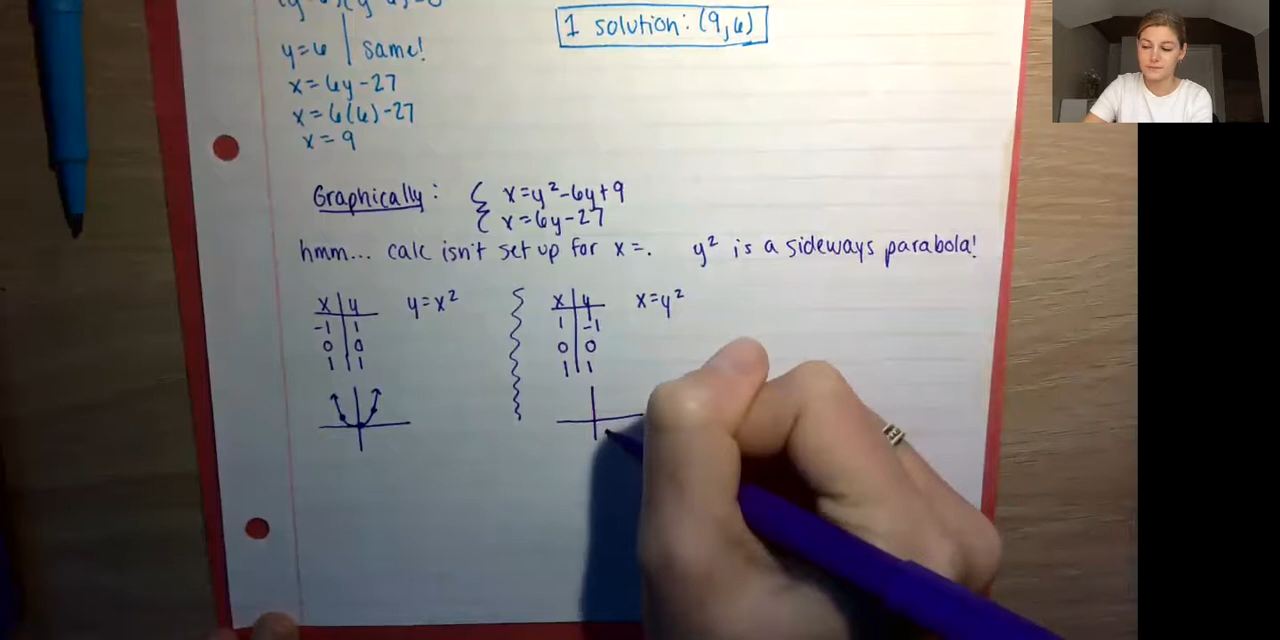 1 solution: (9,6)
y=6 | same!
x=6y-27
x=6(6)-27
x=9
Graphically: { x=y²-6y+9
{ x=6y-27
hmm... calc isn't set up for x=. y² is a sideways parabola!
x | y y=x²
-1 | 1
0 | 0
1 | 1
x | y x=y²
1 | -1
0 | 0
1 | 1